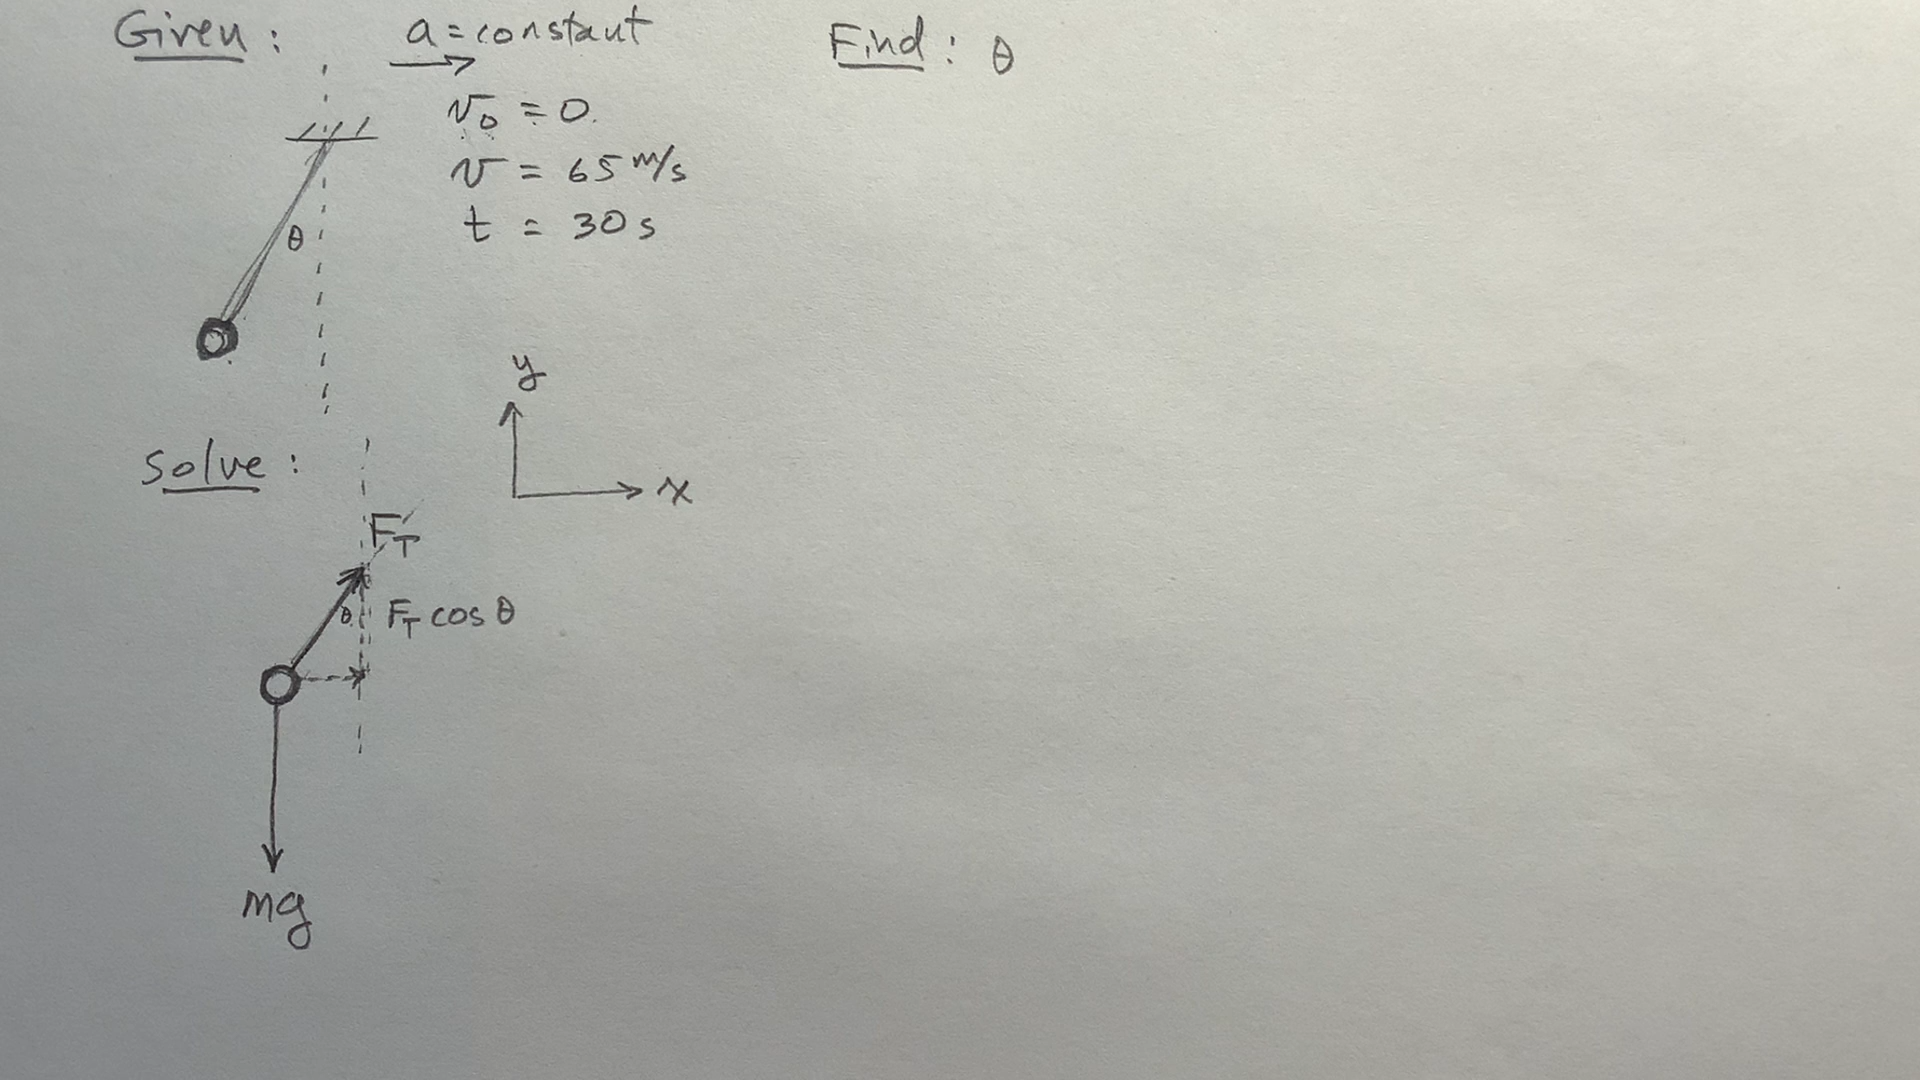 Given :
a = constant
v₀ = 0
v = 65 m/s
t = 30 s
Find : θ
θ
Solve :
y
x
F_T
θ
F_T cos θ
mg